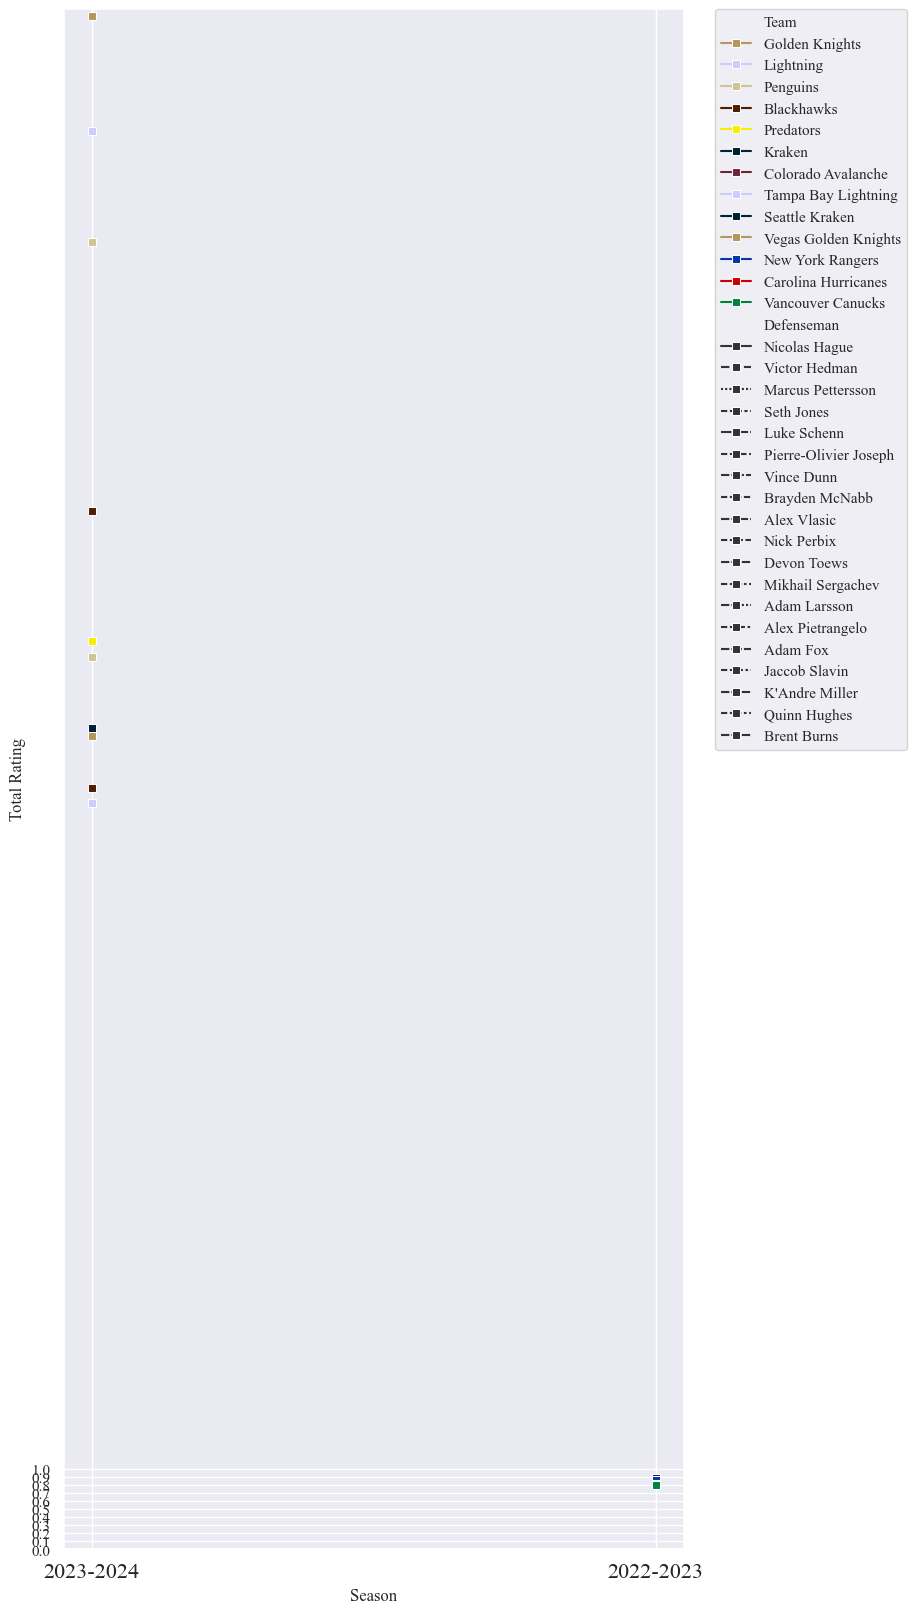 Team
Golden Knights
Lightning
Penguins
Blackhawks
Predators
Kraken
Colorado Avalanche
Tampa Bay Lightning
Seattle Kraken
Vegas Golden Knights
New York Rangers
Carolina Hurricanes
Vancouver Canucks
Defenseman
Nicolas Hague
Victor Hedman
Marcus Pettersson
Seth Jones
Luke Schenn
Pierre-Olivier Joseph
Vince Dunn
Brayden McNabb
Alex Vlasic
Nick Perbix
Devon Toews
Mikhail Sergachev
Adam Larsson
Alex Pietrangelo
Adam Fox
Jaccob Slavin
K'Andre Miller
Quinn Hughes
Brent Burns
Total Rating
1.0
0.9
0.8
0.7
0.6
0.5
0.4
0.3
0.2
0.1
0.0
2023-2024 2022-2023
Season